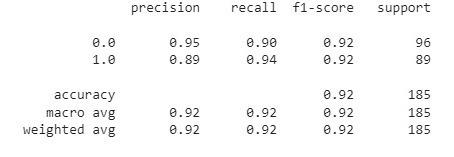 precision recall f1-score support
0.0 0.95 0.90 0.92 96
1.0 0.89 0.94 0.92 89
accuracy 0.92 185
macro avg 0.92 0.92 0.92 185
weighted avg 0.92 0.92 0.92 185